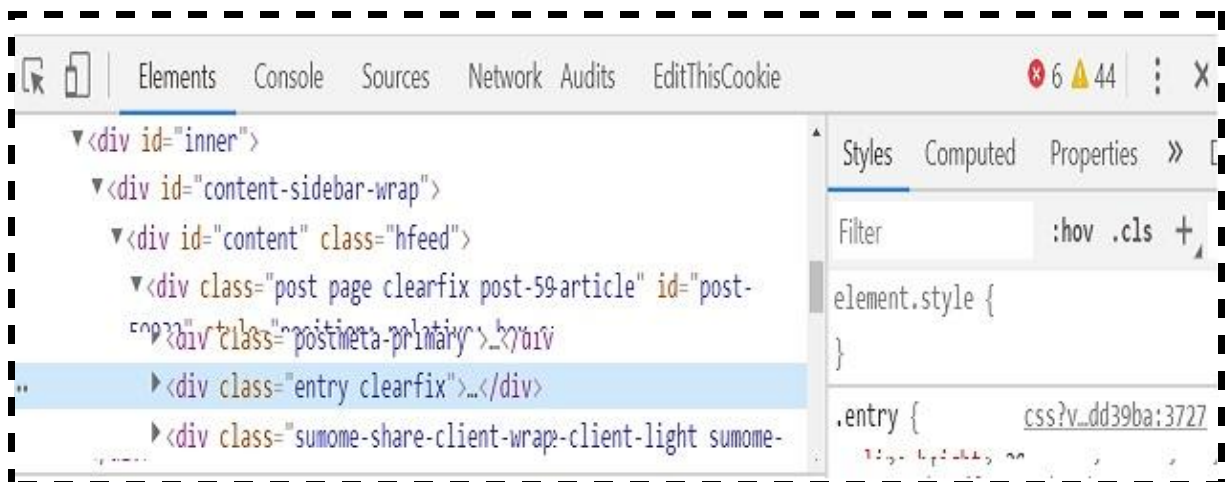 Elements Console Sources Network Audits EditThisCookie 6 44
▼<div id="inner">
▼<div id="content-sidebar-wrap">
▼<div id="content" class="hfeed">
▼<div class="post page clearfix post-59article" id="post-
▶<div class="postmeta-primary">…</div
▶<div class="entry clearfix">…</div>
▶<div class="sumome-share-client-wrap-client-light sumome-
Styles Computed Properties »
Filter :hov .cls +
element.style {
}
.entry { css?v…dd39ba:3727